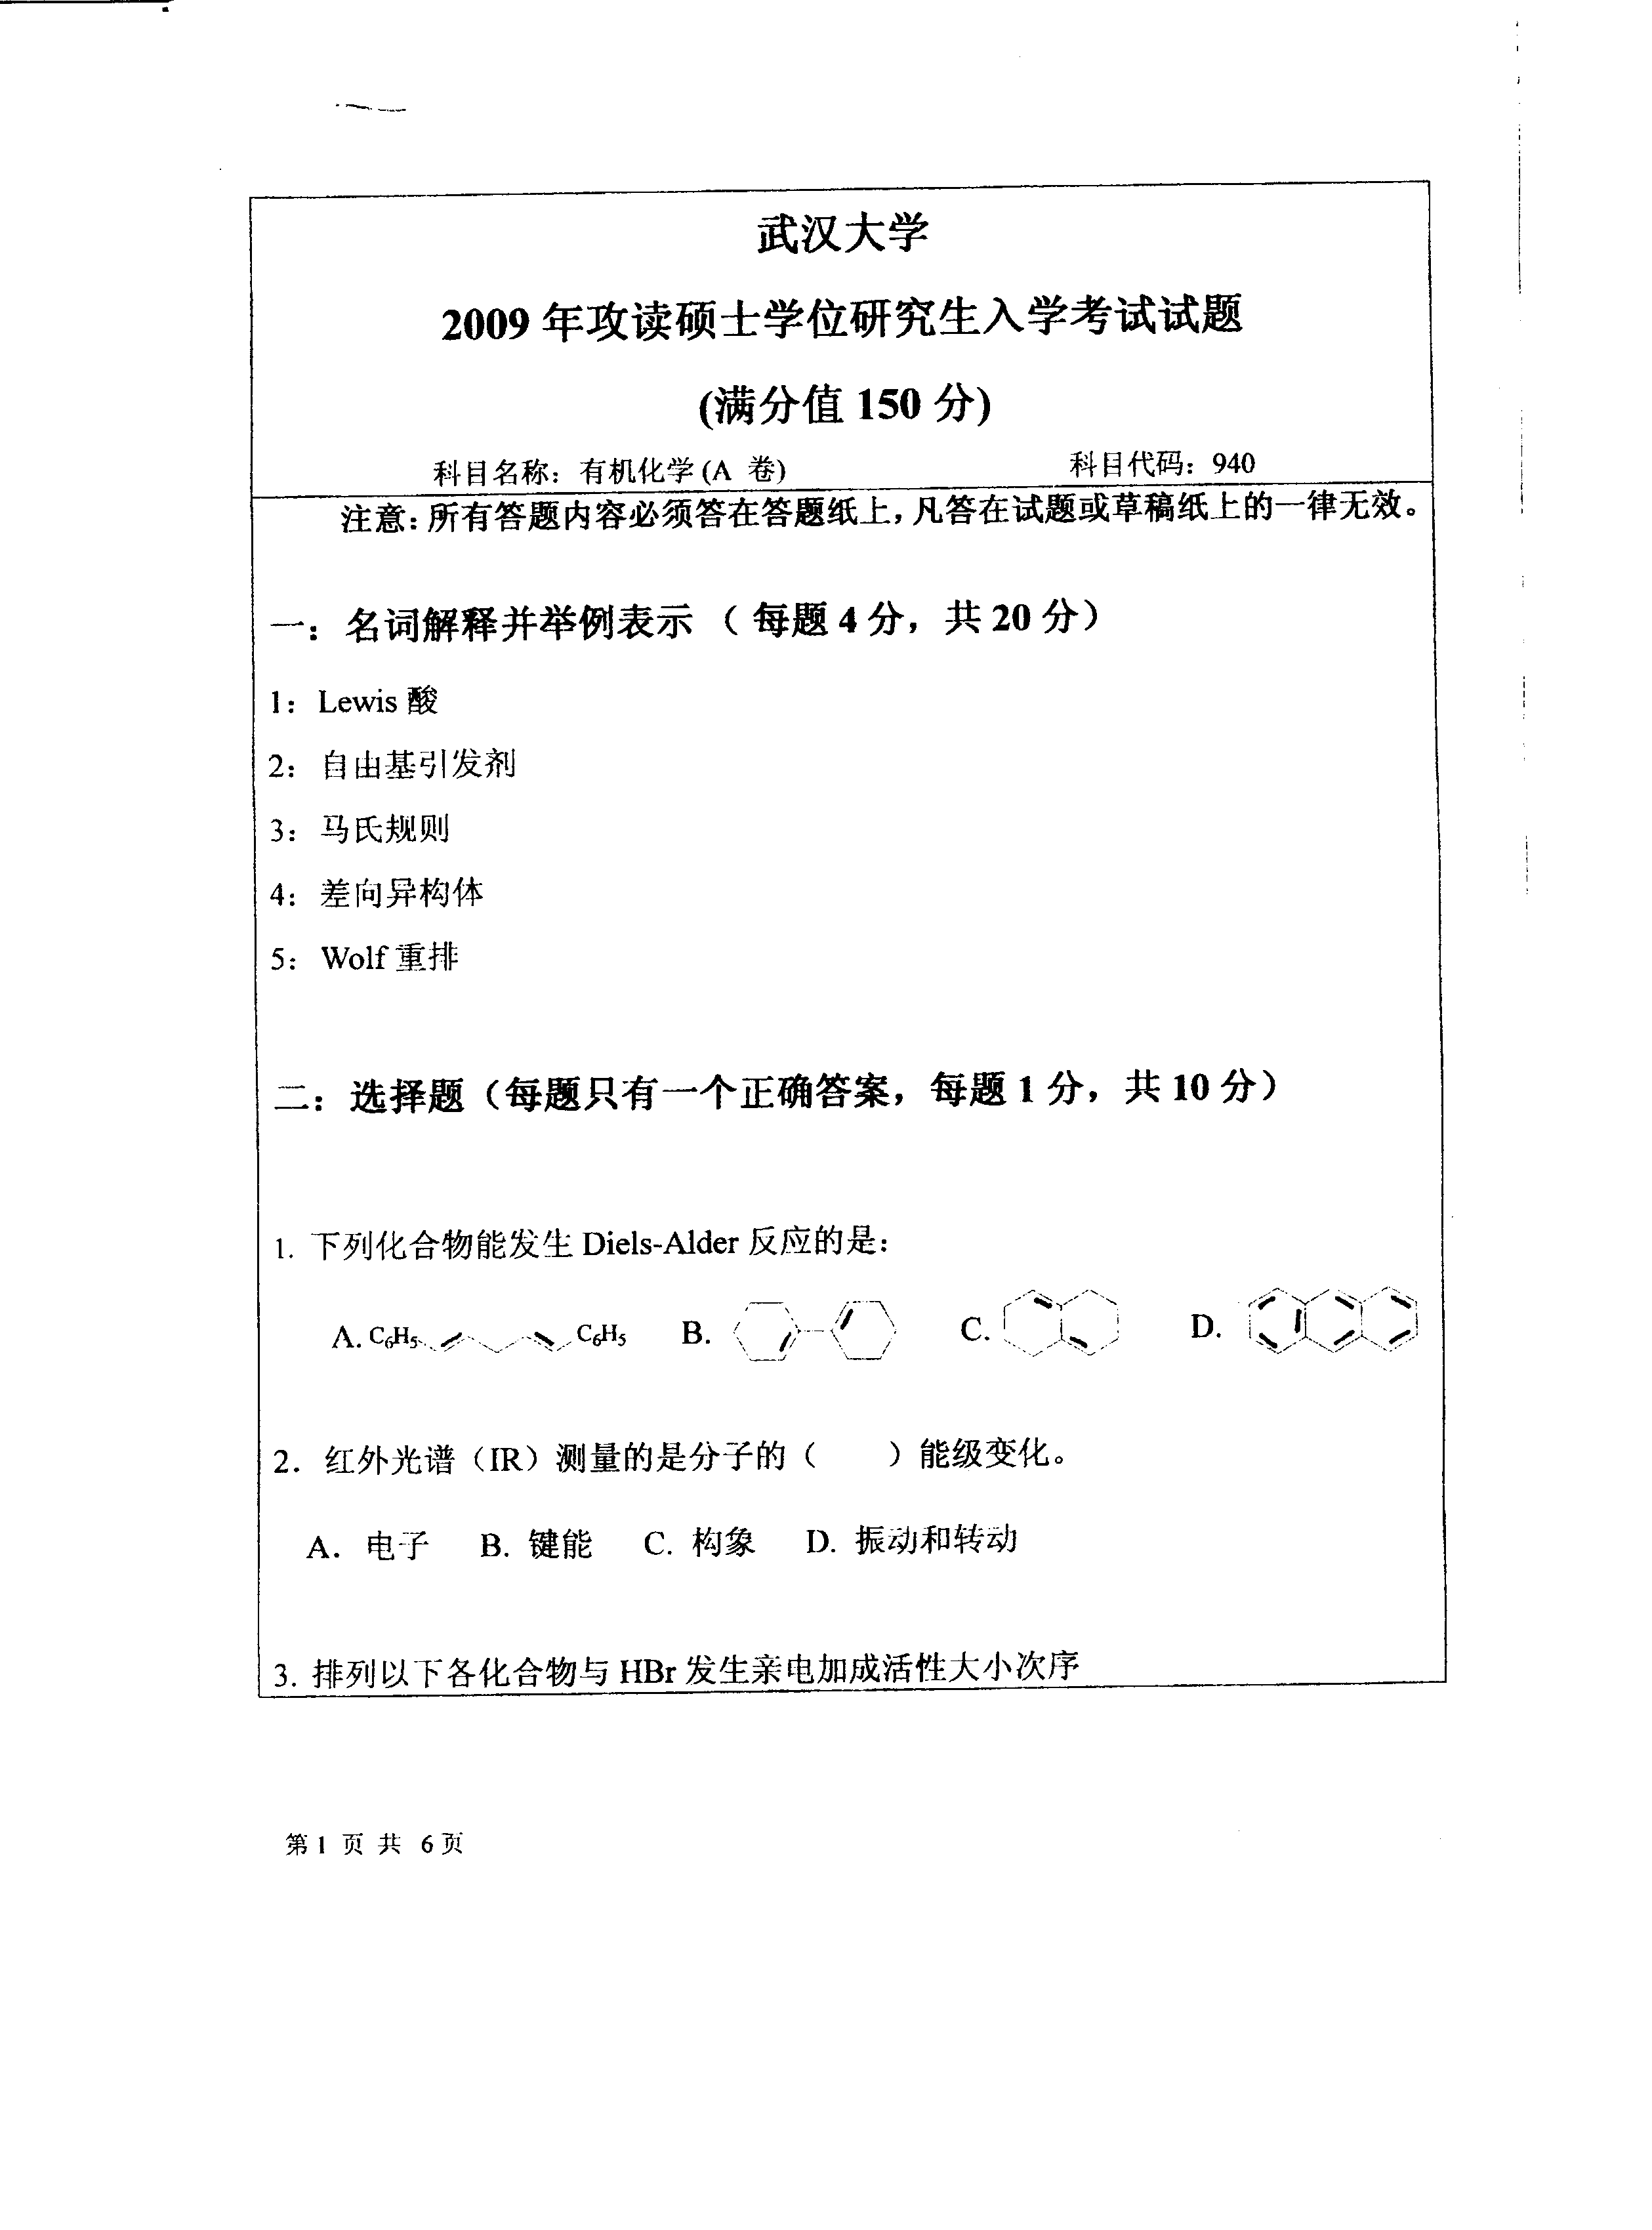 武汉大学
2009 年攻读硕士学位研究生入学考试试题
(满分值 150 分)
科目名称：有机化学(A 卷) 科目代码：940
注意：所有答题内容必须答在答题纸上，凡答在试题或草稿纸上的一律无效。
一：名词解释并举例表示 （ 每题 4 分，共 20 分）
1：Lewis 酸
2：自由基引发剂
3：马氏规则
4：差向异构体
5：Wolf 重排
二：选择题（每题只有一个正确答案，每题 1 分，共 10 分）
1. 下列化合物能发生 Diels-Alder 反应的是：
A. C6H5 C6H5 B. C. D.
2. 红外光谱（IR）测量的是分子的（ ）能级变化。
A. 电子 B. 键能 C. 构象 D. 振动和转动
3. 排列以下各化合物与 HBr 发生亲电加成活性大小次序
第 1 页 共 6 页